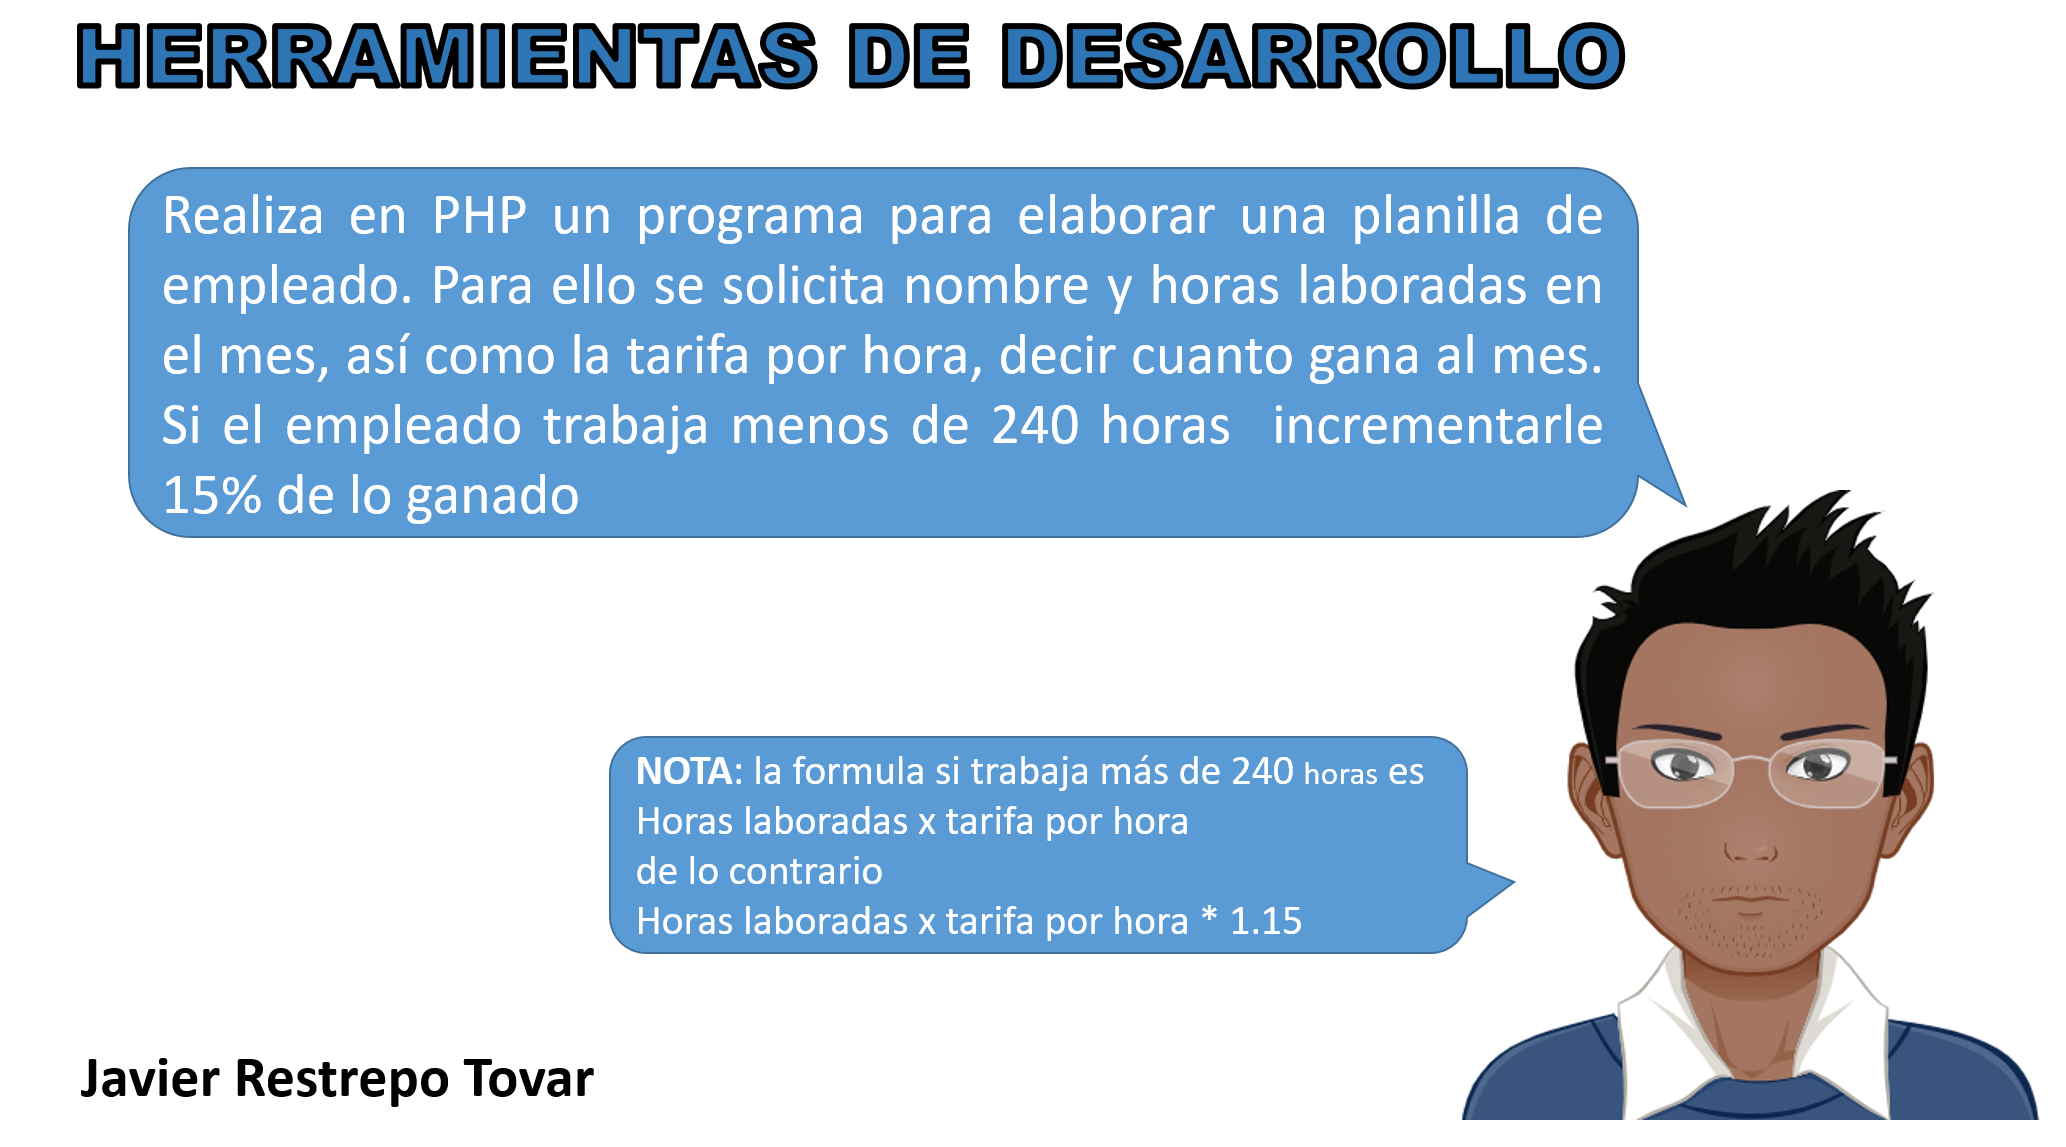 HERRAMIENTAS DE DESARROLLO
Realiza en PHP un programa para elaborar una planilla de
empleado. Para ello se solicita nombre y horas laboradas en
el mes, así como la tarifa por hora, decir cuanto gana al mes.
Si el empleado trabaja menos de 240 horas incrementarle
15% de lo ganado
NOTA: la formula si trabaja más de 240 horas es
Horas laboradas x tarifa por hora
de lo contrario
Horas laboradas x tarifa por hora * 1.15
Javier Restrepo Tovar